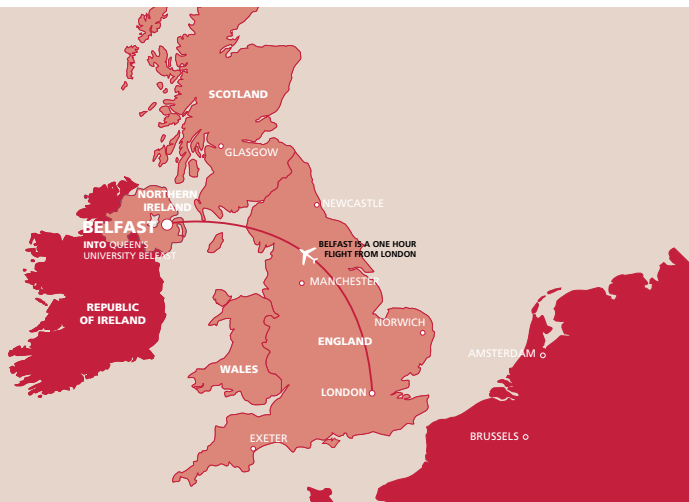 SCOTLAND
GLASGOW
NORTHERN
IRELAND
NEWCASTLE
BELFAST
INTO QUEEN'S
UNIVERSITY BELFAST
BELFAST IS A ONE HOUR
FLIGHT FROM LONDON
MANCHESTER
REPUBLIC
OF IRELAND
NORWICH
ENGLAND
AMSTERDAM
WALES
LONDON
EXETER
BRUSSELS